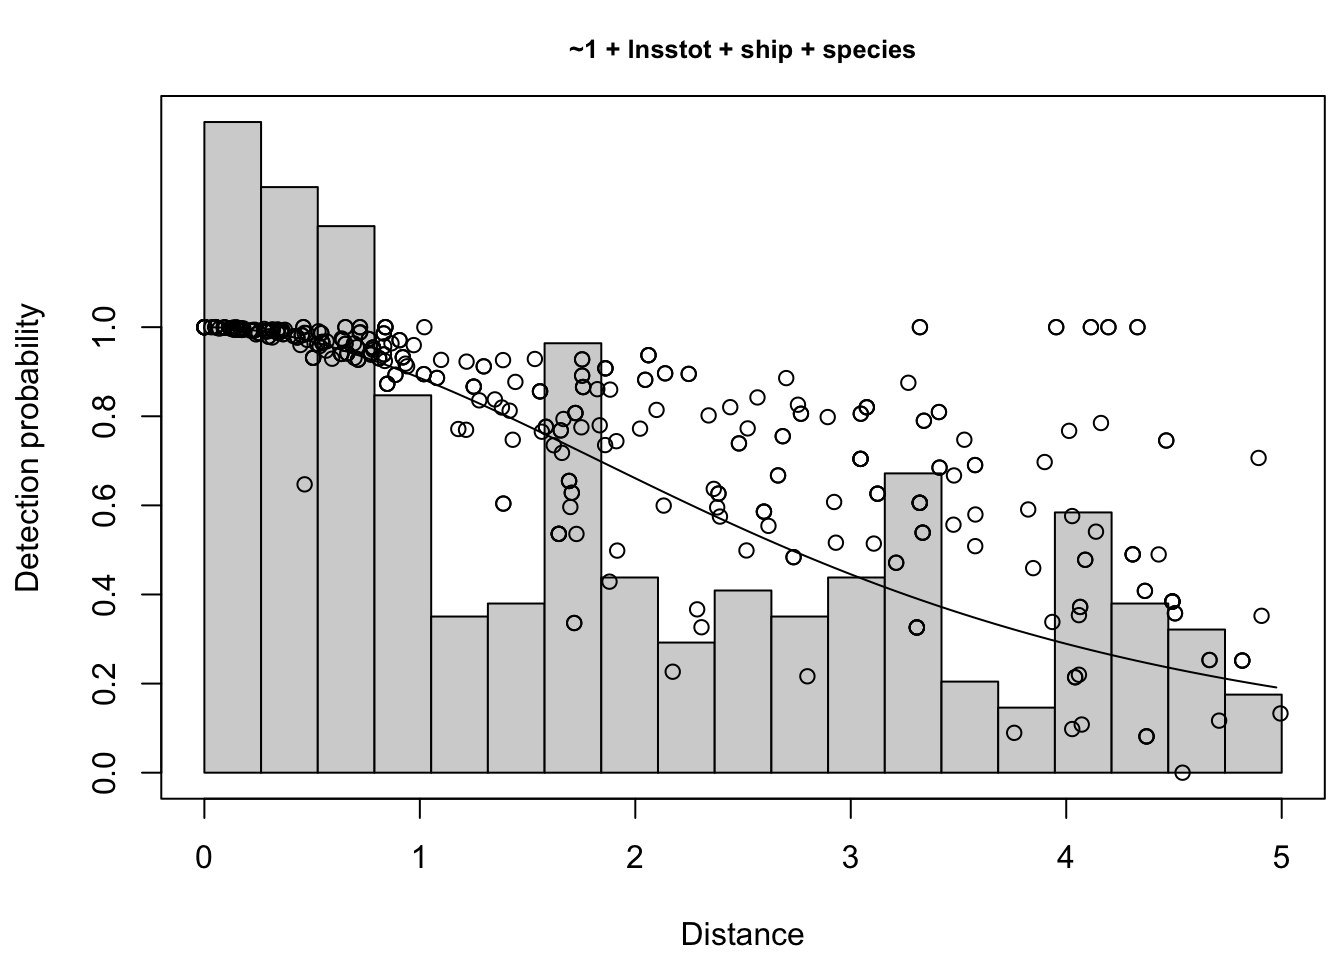 ~1 + lnsstot + ship + species
Detection probability
1.0
0.8
0.6
0.4
0.2
0.0
0 1 2 3 4 5
Distance